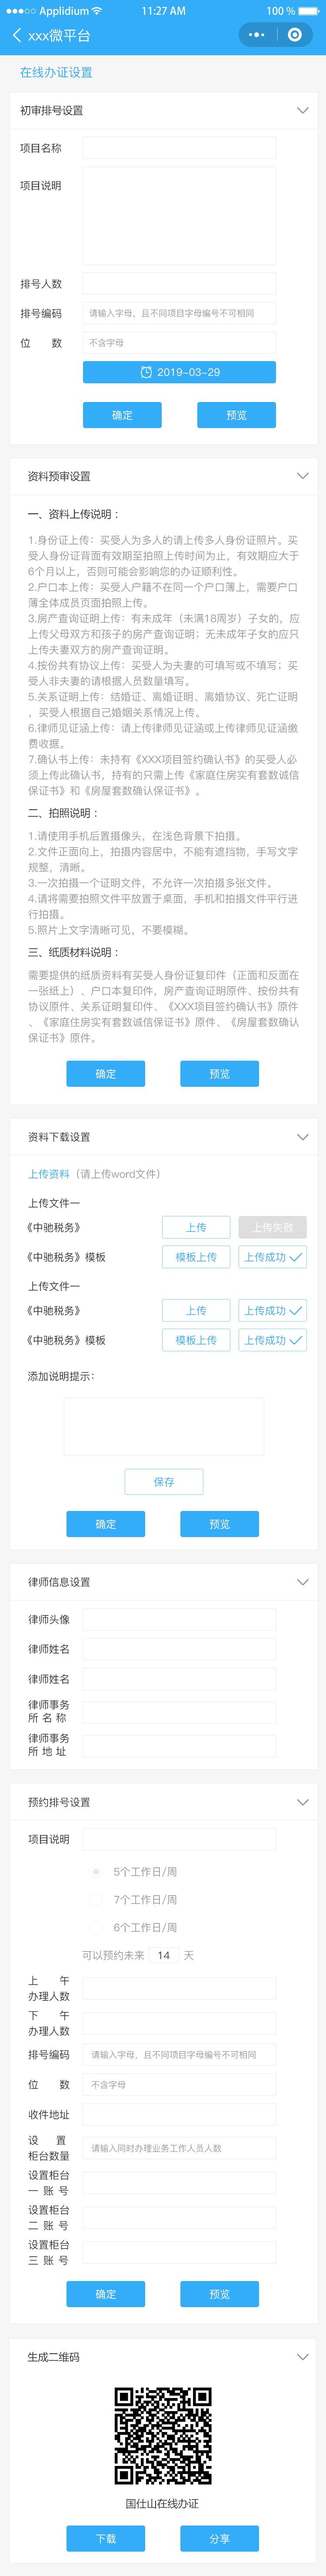 Applidium 11:27 AM 100 %
xxx微平台
在线办证设置
初审排号设置
项目名称
项目说明
排号人数
排号编码 请输入字母，且不同项目字母编号不可相同
位 数 不含字母
2019-03-29
确定 预览
资料预审设置
一、资料上传说明：
1.身份证上传：买受人为多人的请上传多人身份证照片。买
受人身份证背面有效期至拍照上传时间为止，有效期应大于
6个月以上，否则可能会影响您的办证顺利性。
2.户口本上传：买受人户籍不在同一个户口薄上，需要户口
薄全体成员页面拍照上传。
3.房产查询证明上传：有未成年（未满18周岁）子女的，应
上传父母双方和孩子的房产查询证明；无未成年子女的应只
上传夫妻双方的房产查询证明。
4.按份共有协议上传：买受人为夫妻的可填写或不填写；买
受人非夫妻的请根据人员数量填写。
5.关系证明上传：结婚证、离婚证明、离婚协议、死亡证明
，买受人根据自己婚姻关系情况上传。
6.律师见证涵上传：请上传律师见证涵或上传律师见证涵缴
费收据。
7.确认书上传：未持有《XXX项目签约确认书》的买受人必
须上传此确认书，持有的只需上传《家庭住房实有套数诚信
保证书》和《房屋套数确认保证书》。
二、拍照说明：
1.请使用手机后置摄像头，在浅色背景下拍摄。
2.文件正面向上，拍摄内容居中，不能有遮挡物，手写文字
规整，清晰。
3.一次拍摄一个证明文件，不允许一次拍摄多张文件。
4.请将需要拍照文件平放置于桌面，手机和拍摄文件平行进
行拍摄。
5.照片上文字清晰可见，不要模糊。
三、纸质材料说明：
需要提供的纸质资料有买受人身份证复印件（正面和反面在
一张纸上）、户口本复印件，房产查询证明原件、按份共有
协议原件、关系证明复印件、《XXX项目签约确认书》原件
、《家庭住房实有套数诚信保证书》原件、《房屋套数确认
保证书》原件。
确定 预览
资料下载设置
上传资料（请上传word文件）
上传文件一
《中驰税务》 上传 上传失败
《中驰税务》模板 模板上传 上传成功
上传文件一
《中驰税务》 上传 上传成功
《中驰税务》模板 模板上传 上传成功
添加说明提示：
保存
确定 预览
律师信息设置
律师头像
律师姓名
律师姓名
律师事务
所 名 称
律师事务
所 地 址
预约排号设置
项目说明
5个工作日/周
7个工作日/周
6个工作日/周
可以预约未来 14 天
上 午
办理人数
下 午
办理人数
排号编码 请输入字母，且不同项目字母编号不可相同
位 数 不含字母
收件地址
设 置
柜台数量 请输入同时办理业务工作人员人数
设置柜台
一 账 号
设置柜台
二 账 号
设置柜台
三 账 号
确定 预览
生成二维码
国仕山在线办证
下载 分享